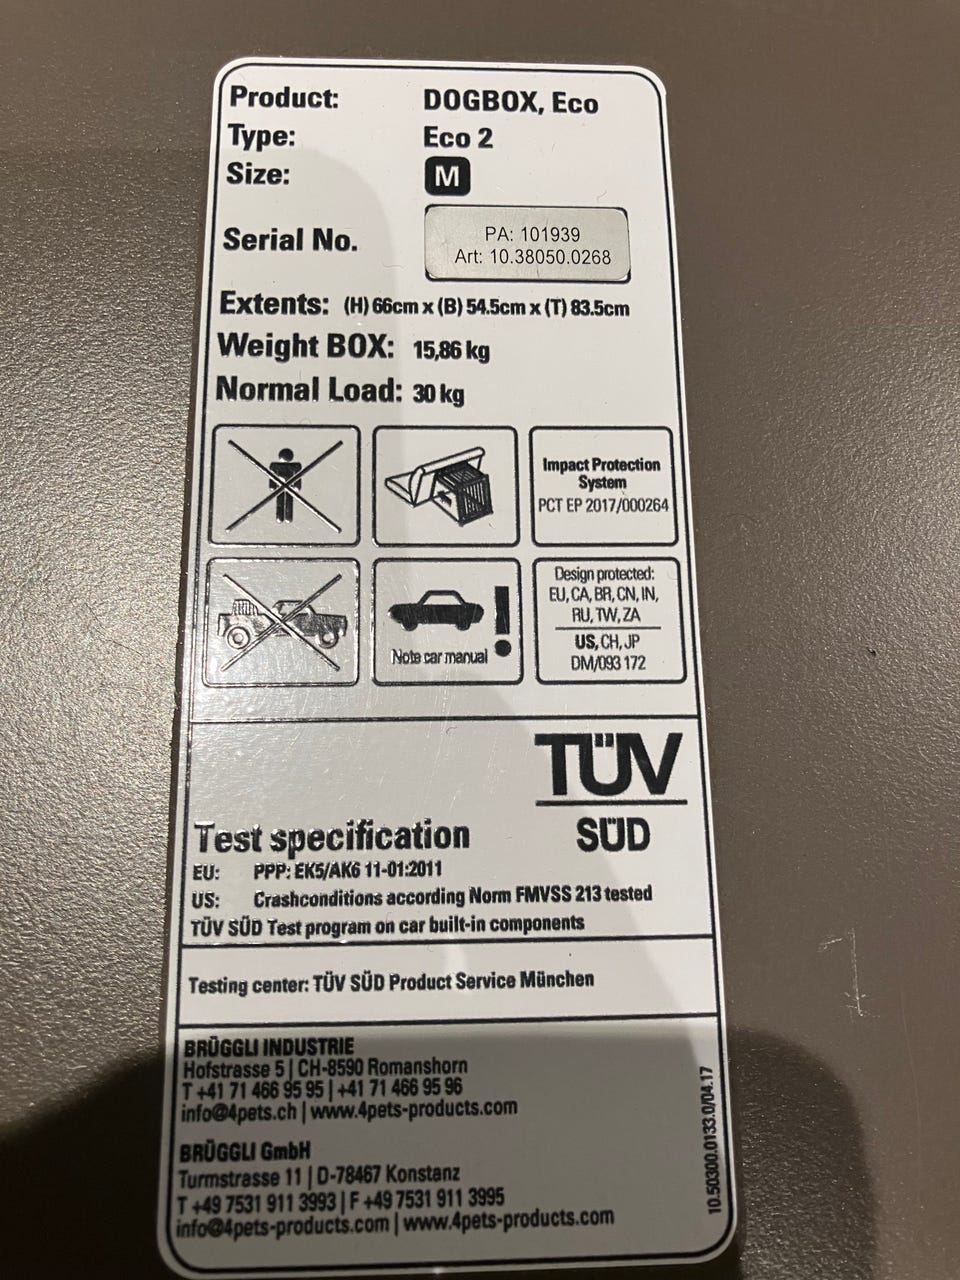 Product: DOGBOX, Eco
Type: Eco 2
Size: M
Serial No.
PA: 101939
Art: 10.38050.0268
Extents: (H) 66cm x (B) 54.5cm x (T) 83.5cm
Weight BOX: 15,86 kg
Normal Load: 30 kg
Impact Protection
System
PCT EP 2017/000264
Note car manual
!
Design protected:
EU, CA, BR, CN, IN,
RU, TW, ZA
US, CH, JP
DM/093 172
TÜV
SÜD
Test specification
EU: PPP: EK5/AK6 11-01:2011
US: Crashconditions according Norm FMVSS 213 tested
TÜV SÜD Test program on car built-in components
Testing center: TÜV SÜD Product Service München
BRÜGGLI INDUSTRIE
Hofstrasse 5 | CH-8590 Romanshorn
T +41 71 466 95 95 | +41 71 466 95 96
info@4pets.ch | www.4pets-products.com
BRÜGGLI GmbH
Turmstrasse 11 | D-78467 Konstanz
T +49 7531 911 3993 | F +49 7531 911 3995
info@4pets-products.com | www.4pets-products.com
10.50300.0133.0/04.17